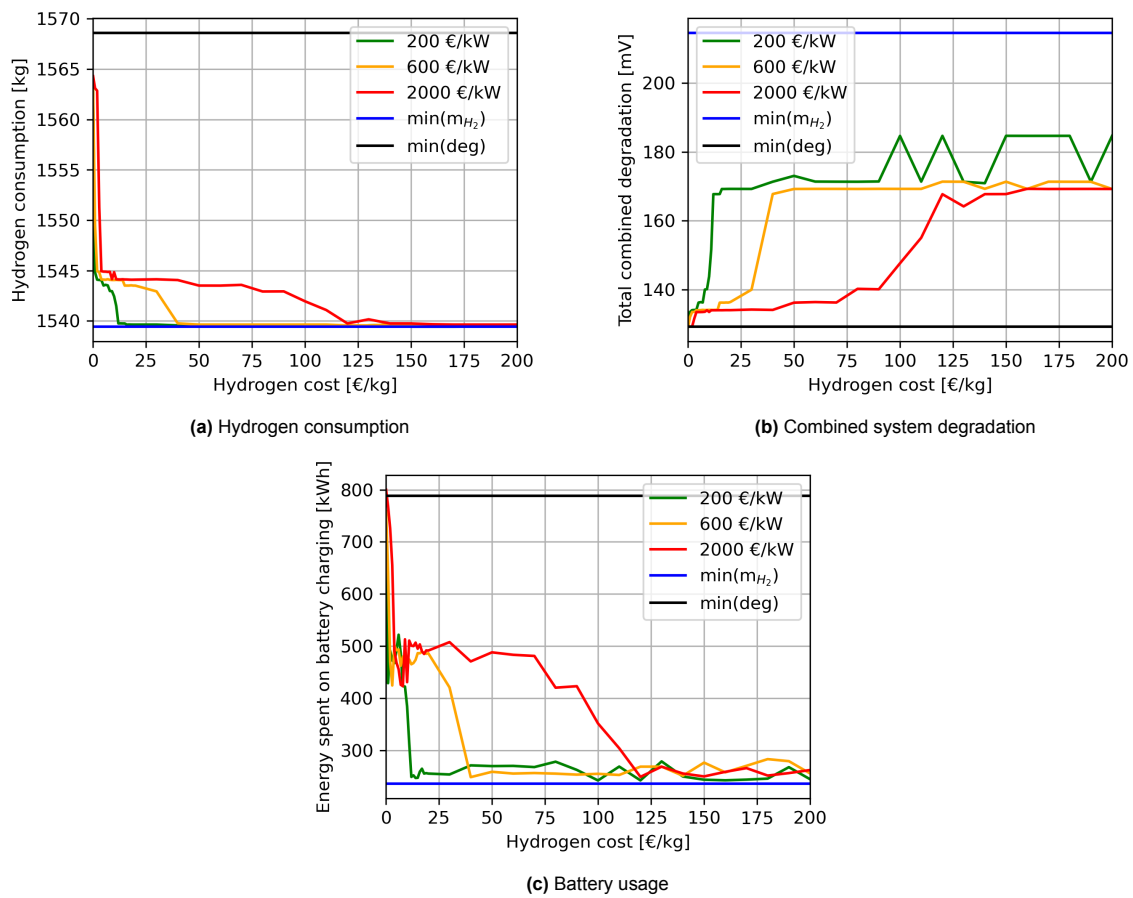 Hydrogen consumption [kg]
1570
1565
1560
1555
1550
1545
1540
200 €/kW
600 €/kW
2000 €/kW
min(m_{H_2})
min(deg)
0 25 50 75 100 125 150 175 200
Hydrogen cost [€/kg]
(a) Hydrogen consumption
Total combined degradation [mV]
200
180
160
140
200 €/kW
600 €/kW
2000 €/kW
min(m_{H_2})
min(deg)
0 25 50 75 100 125 150 175 200
Hydrogen cost [€/kg]
(b) Combined system degradation
Energy spent on battery charging [kWh]
800
700
600
500
400
300
200 €/kW
600 €/kW
2000 €/kW
min(m_{H_2})
min(deg)
0 25 50 75 100 125 150 175 200
Hydrogen cost [€/kg]
(c) Battery usage